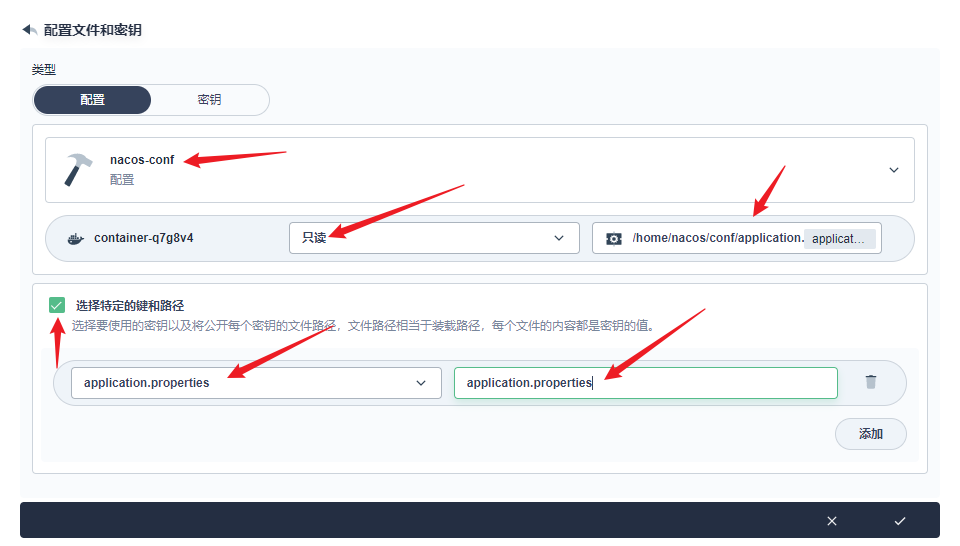 配置文件和密钥
类型
配置 密钥
nacos-conf
配置
container-q7g8v4 只读 /home/nacos/conf/application. applicat...
选择特定的键和路径
选择要使用的密钥以及将公开每个密钥的文件路径，文件路径相当于装载路径，每个文件的内容都是密钥的值。
application.properties application.properties
添加